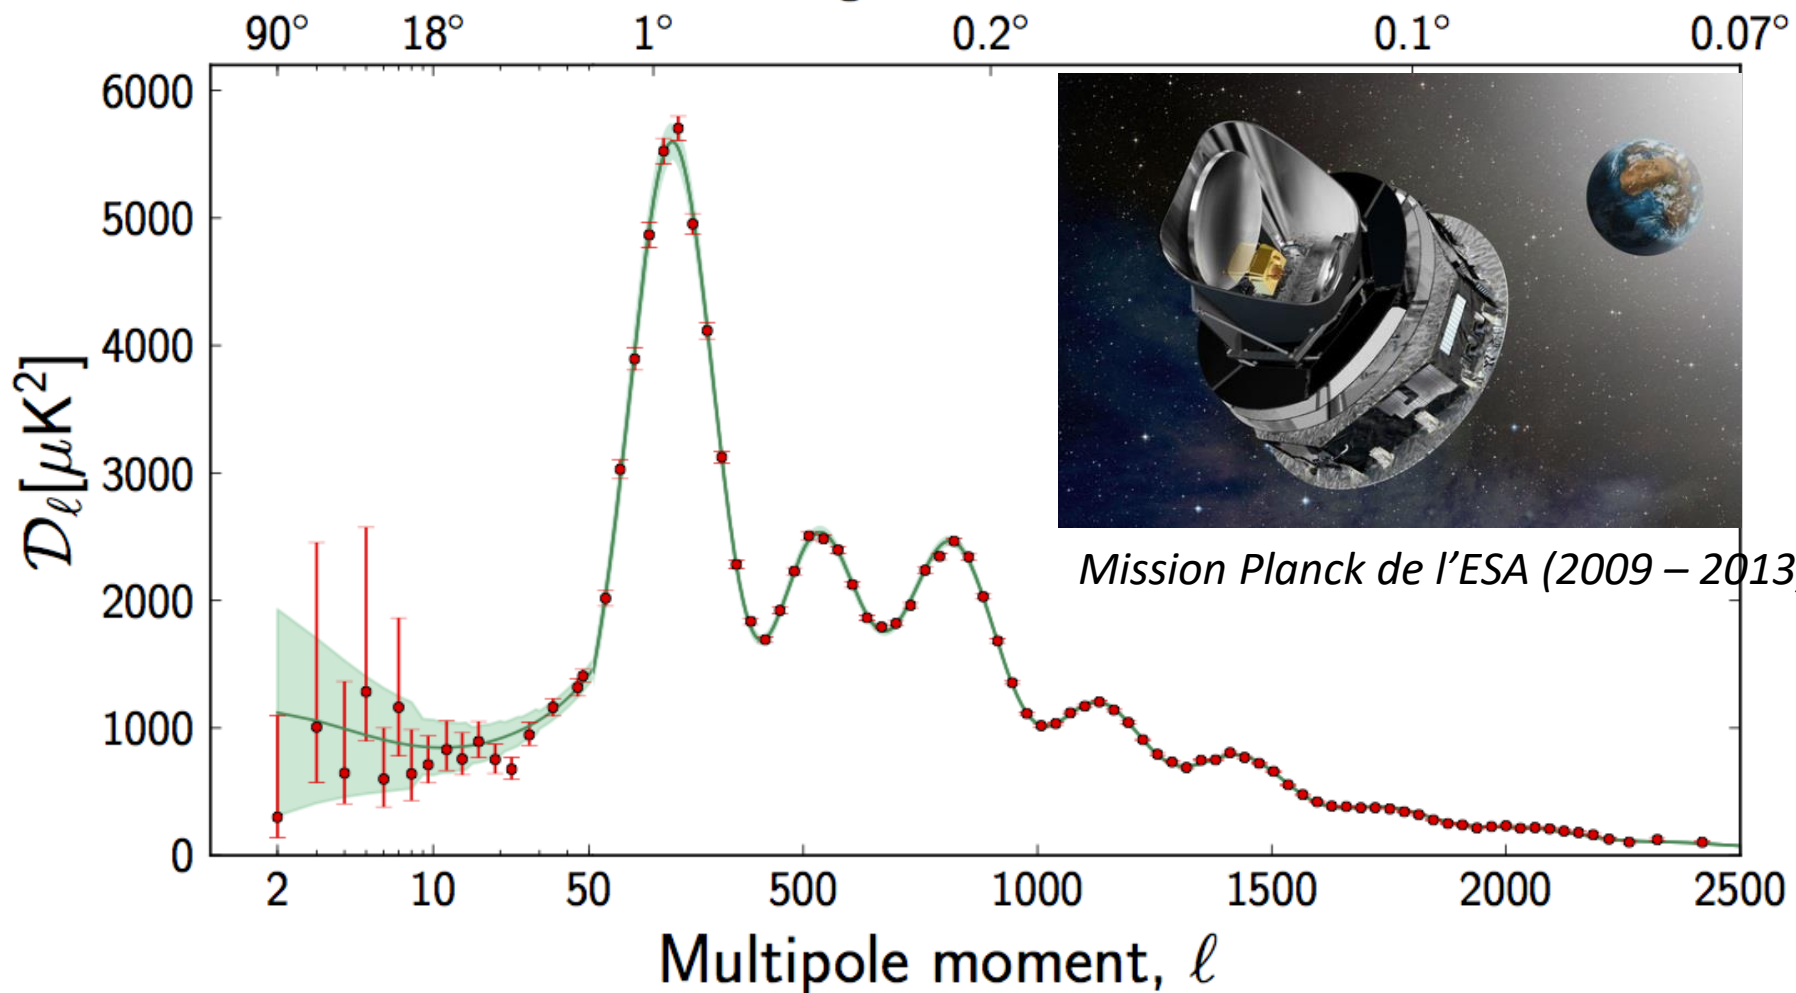 90° 18° 1° 0.2° 0.1° 0.07°
6000
5000
4000
3000
2000
1000
0
𝒟ℓ[μK²]
Mission Planck de l’ESA (2009 – 2013)
2 10 50 500 1000 1500 2000 2500
Multipole moment, ℓ